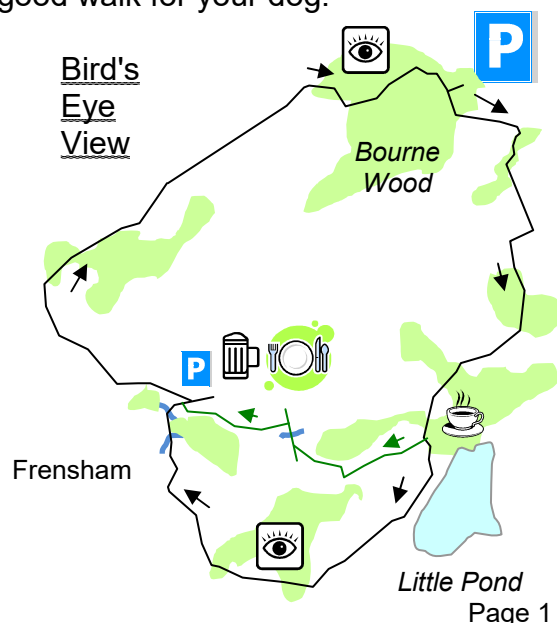 good walk for your dog.
Bird's
Eye
View
P
Bourne
Wood
P
Frensham
Little Pond
Page 1